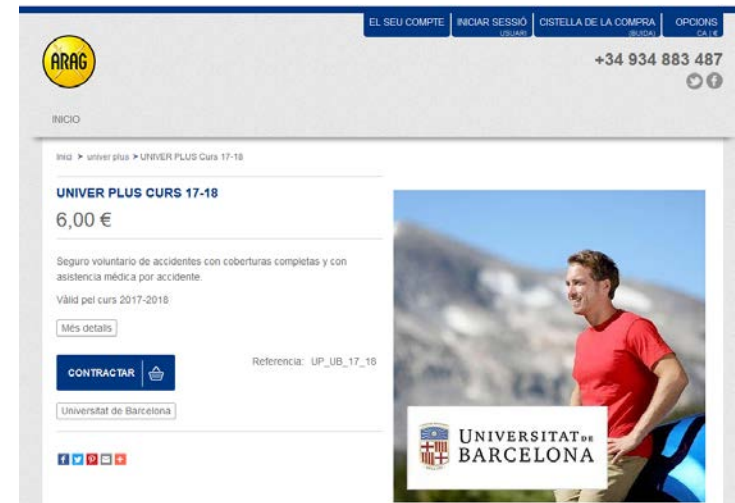 EL SEU COMPTE
INICIAR SESSIÓ
USUARI
CISTELLA DE LA COMPRA
(BUIDA)
OPCIONS
CA | €
ARAG
+34 934 883 487
INICIO
Inici > univer plus > UNIVER PLUS Curs 17-18
UNIVER PLUS CURS 17-18
6,00 €
Seguro voluntario de accidentes con coberturas completas y con
asistencia médica por accidente.
Vàlid pel curs 2017-2018
Més detalls
CONTRACTAR
Referencia: UP_UB_17_18
Universitat de Barcelona
UNIVERSITAT DE
BARCELONA